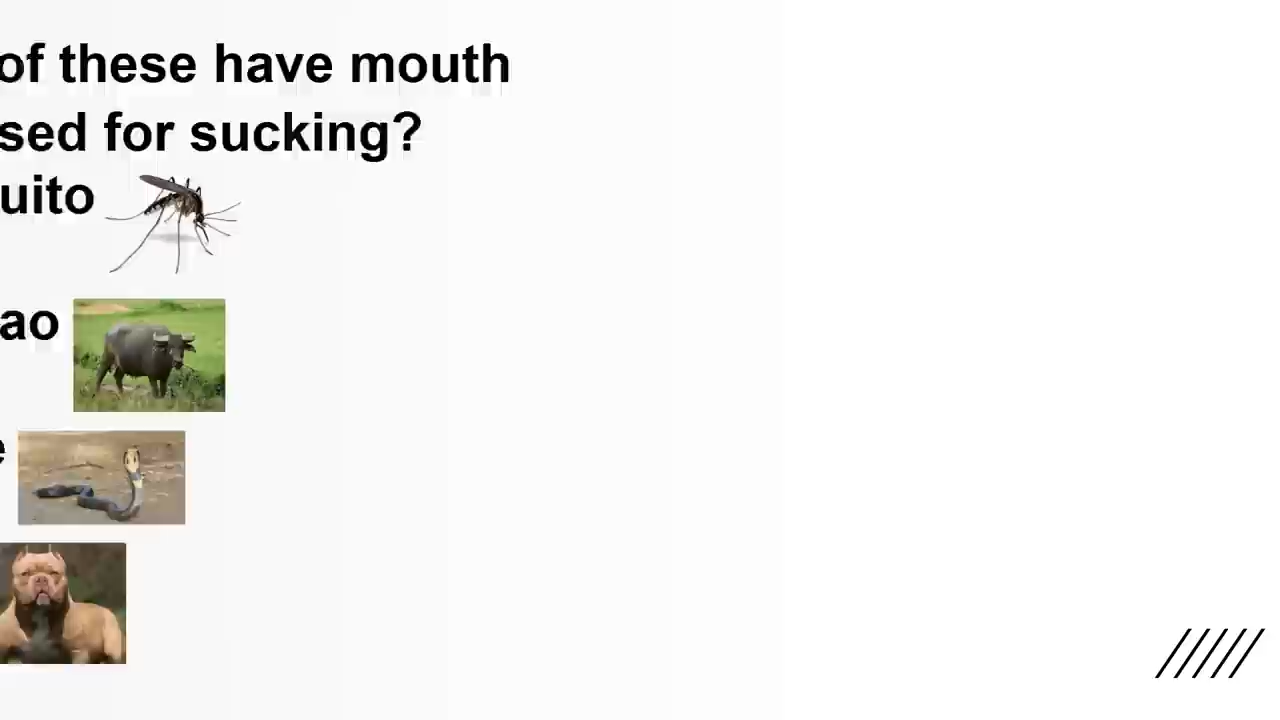 of these have mouth
sed for sucking?
uito
ao
e